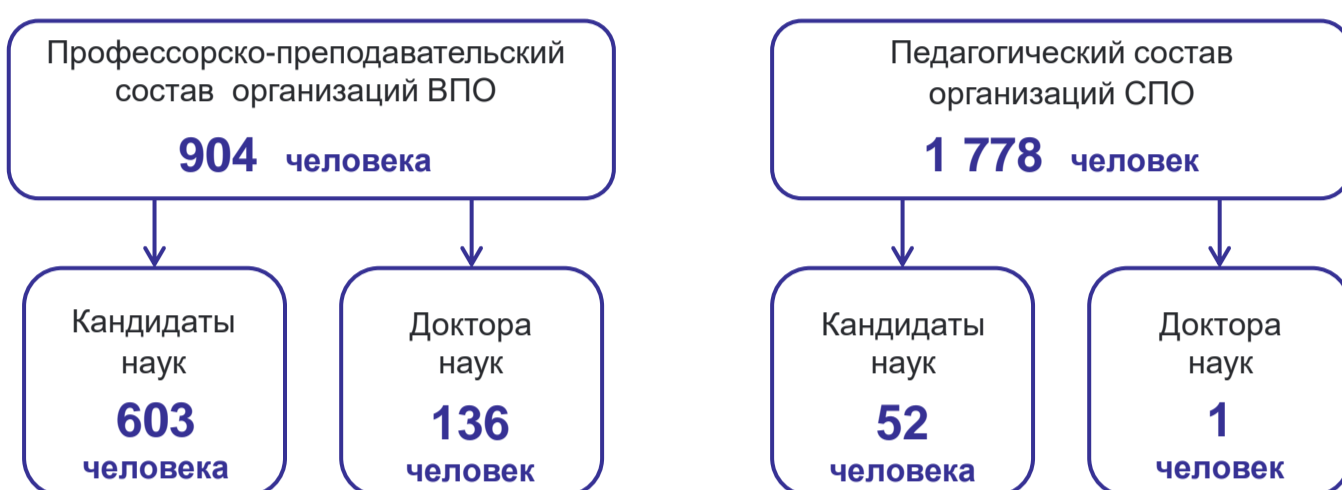 Профессорско-преподавательский
состав организаций ВПО
904 человека
Педагогический состав
организаций СПО
1 778 человек
Кандидаты
наук
603
человека
Доктора
наук
136
человек
Кандидаты
наук
52
человека
Доктора
наук
1
человек